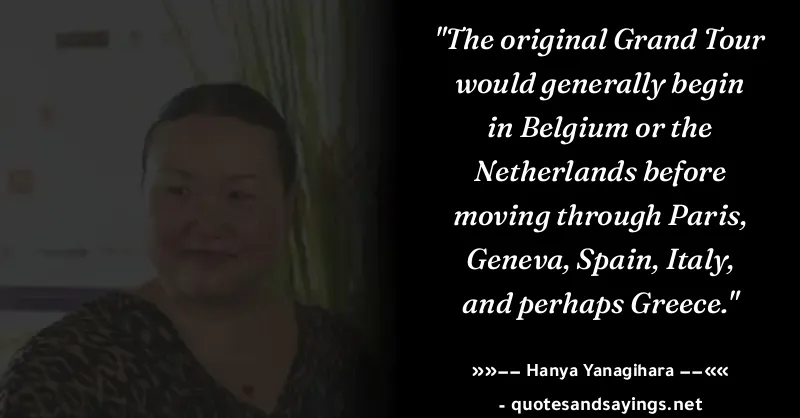 "The original Grand Tour
would generally begin
in Belgium or the
Netherlands before
moving through Paris,
Geneva, Spain, Italy,
and perhaps Greece."
»»−− Hanya Yanagihara −−««
- quotesandsayings.net